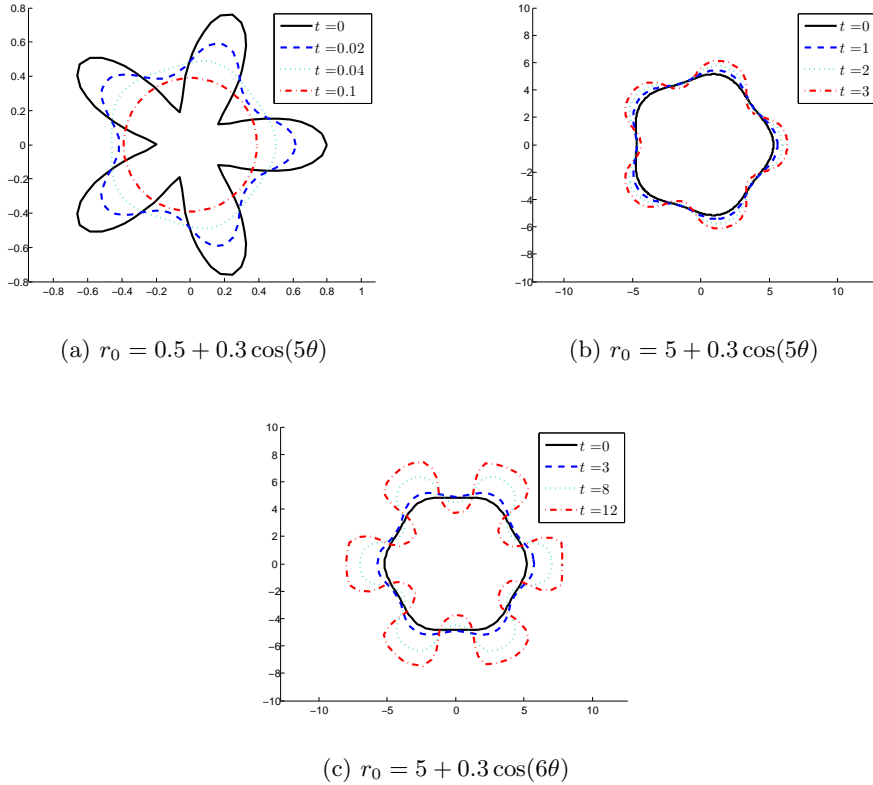 0.8
0.6
0.4
0.2
0
−0.2
−0.4
−0.6
−0.8
−0.8 −0.6 −0.4 −0.2 0 0.2 0.4 0.6 0.8 1
t =0
t =0.02
t =0.04
t =0.1
(a) r₀ = 0.5 + 0.3 cos(5θ)
10
8
6
4
2
0
−2
−4
−6
−8
−10
−10 −5 0 5 10
t =0
t =1
t =2
t =3
(b) r₀ = 5 + 0.3 cos(5θ)
10
8
6
4
2
0
−2
−4
−6
−8
−10
−10 −5 0 5 10
t =0
t =3
t =8
t =12
(c) r₀ = 5 + 0.3 cos(6θ)